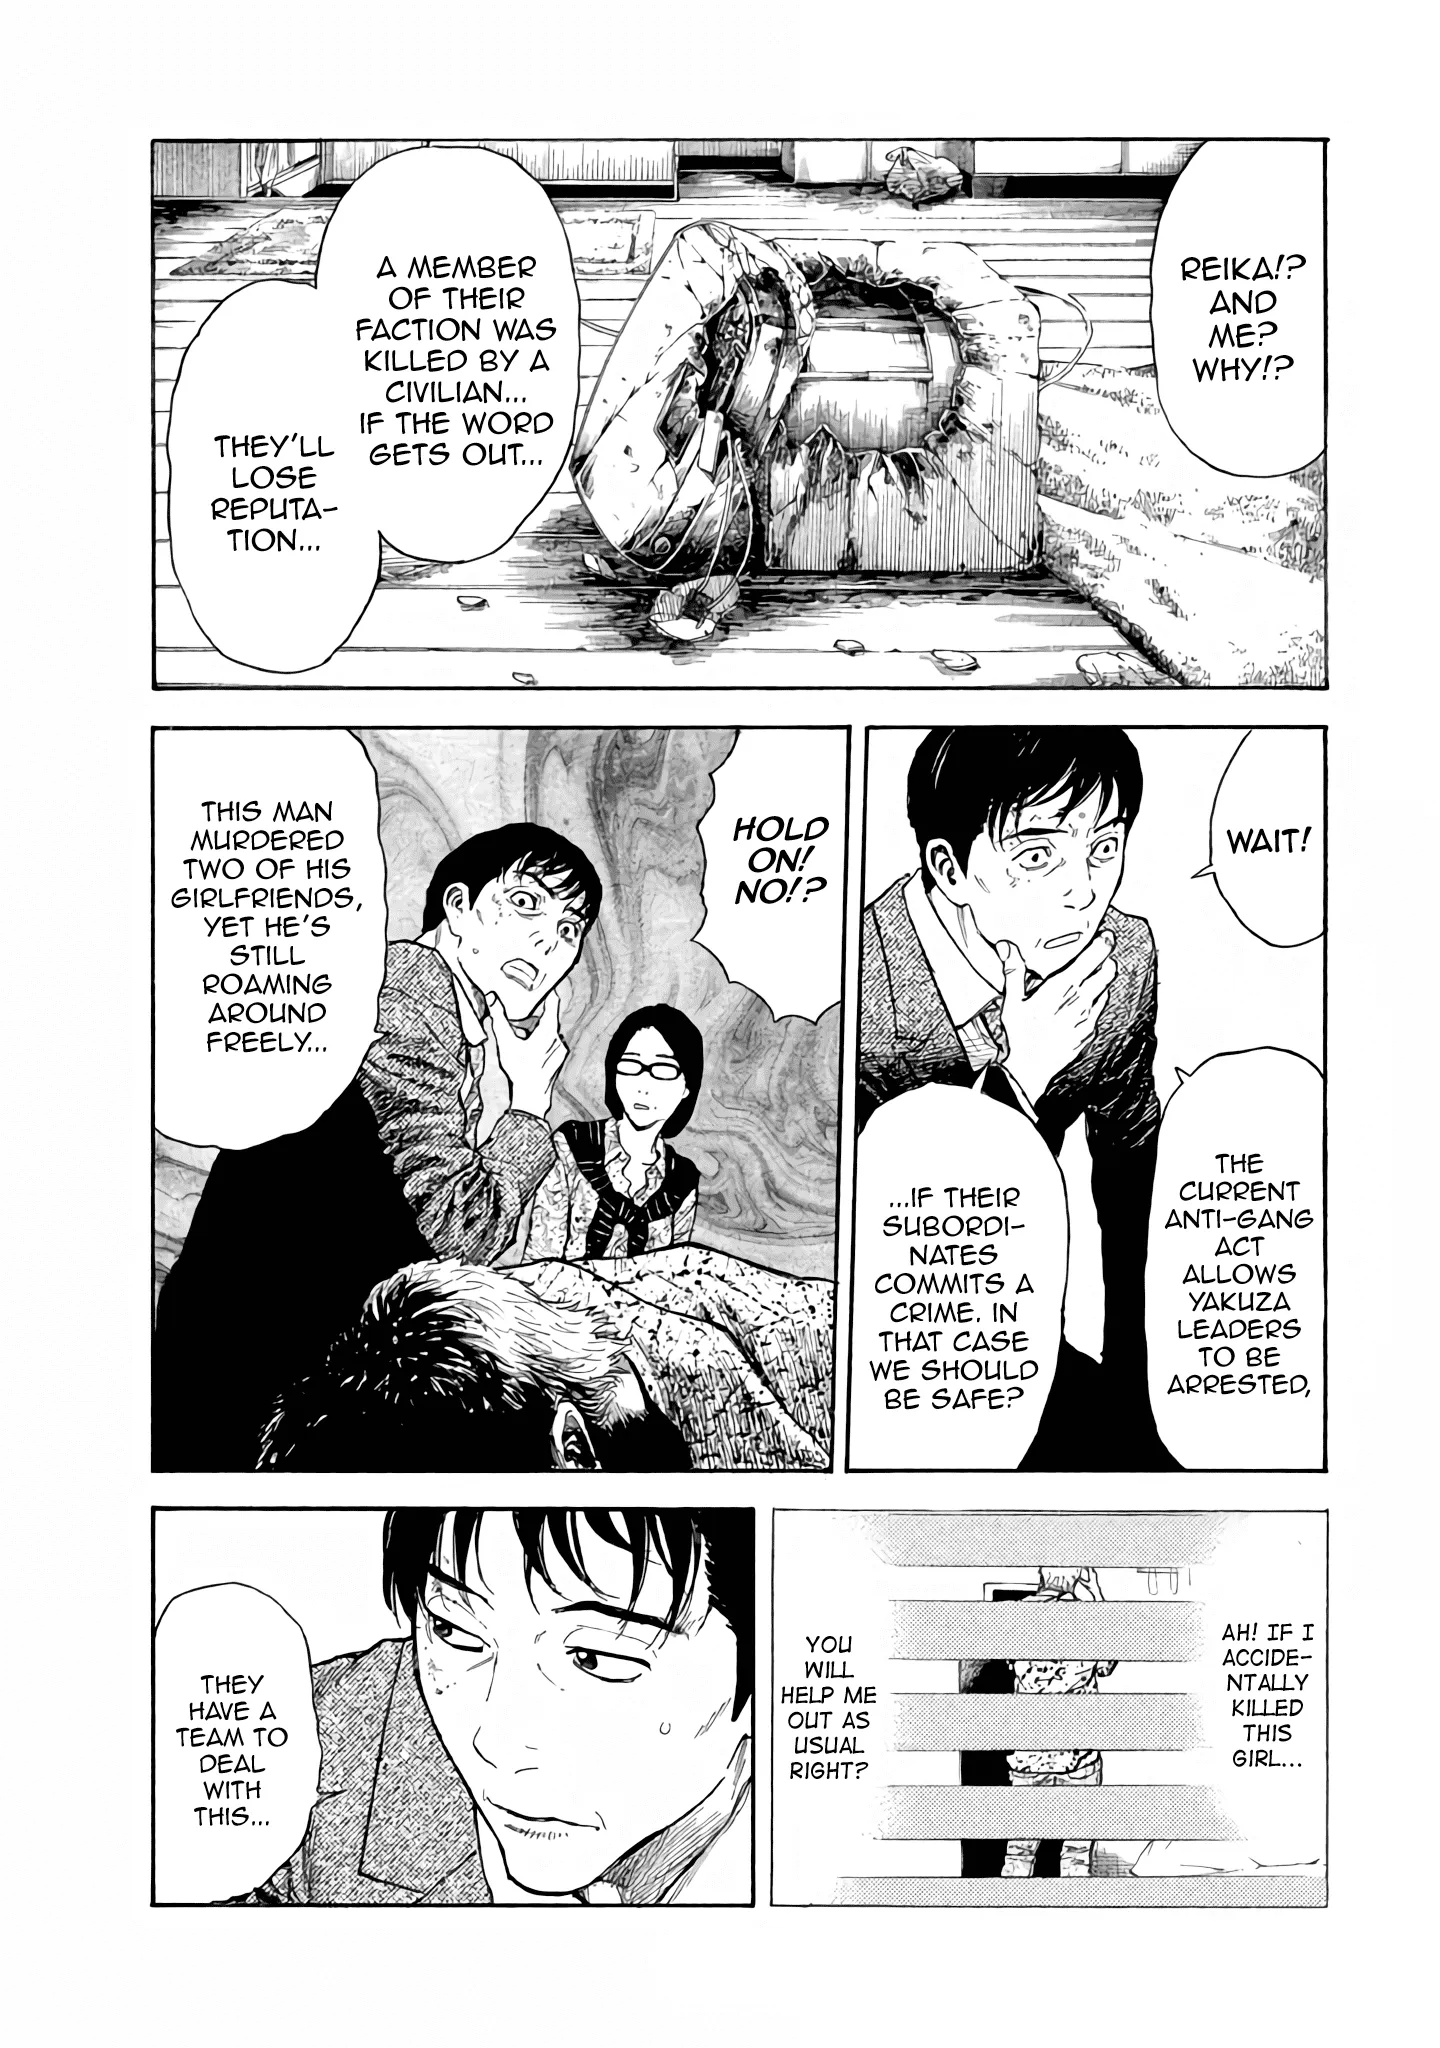 REIKA!?
AND
ME?
WHY!?
A MEMBER
OF THEIR
FACTION WAS
KILLED BY A
CIVILIAN...
IF THE WORD
GETS OUT...
THEY'LL
LOSE
REPUTA-
TION...
WAIT!
THE
CURRENT
ANTI-GANG
ACT
ALLOWS
YAKUZA
LEADERS
TO BE
ARRESTED,
...IF THEIR
SUBORDI-
NATES
COMMITS A
CRIME. IN
THAT CASE
WE SHOULD
BE SAFE?
HOLD
ON!
NO!?
THIS MAN
MURDERED
TWO OF HIS
GIRLFRIENDS,
YET HE'S
STILL
ROAMING
AROUND
FREELY...
AH! IF I
ACCIDE-
NTALLY
KILLED
THIS
GIRL...
YOU
WILL
HELP ME
OUT AS
USUAL
RIGHT?
THEY
HAVE A
TEAM TO
DEAL
WITH
THIS...